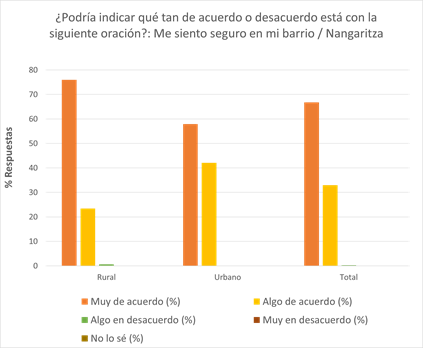 ¿Podría indicar qué tan de acuerdo o desacuerdo está con la
siguiente oración?: Me siento seguro en mi barrio / Nangaritza
80
70
60
50
40
30
20
10
0
% Respuestas
Rural Urbano Total
Muy de acuerdo (%) Algo de acuerdo (%)
Algo en desacuerdo (%) Muy en desacuerdo (%)
No lo sé (%)